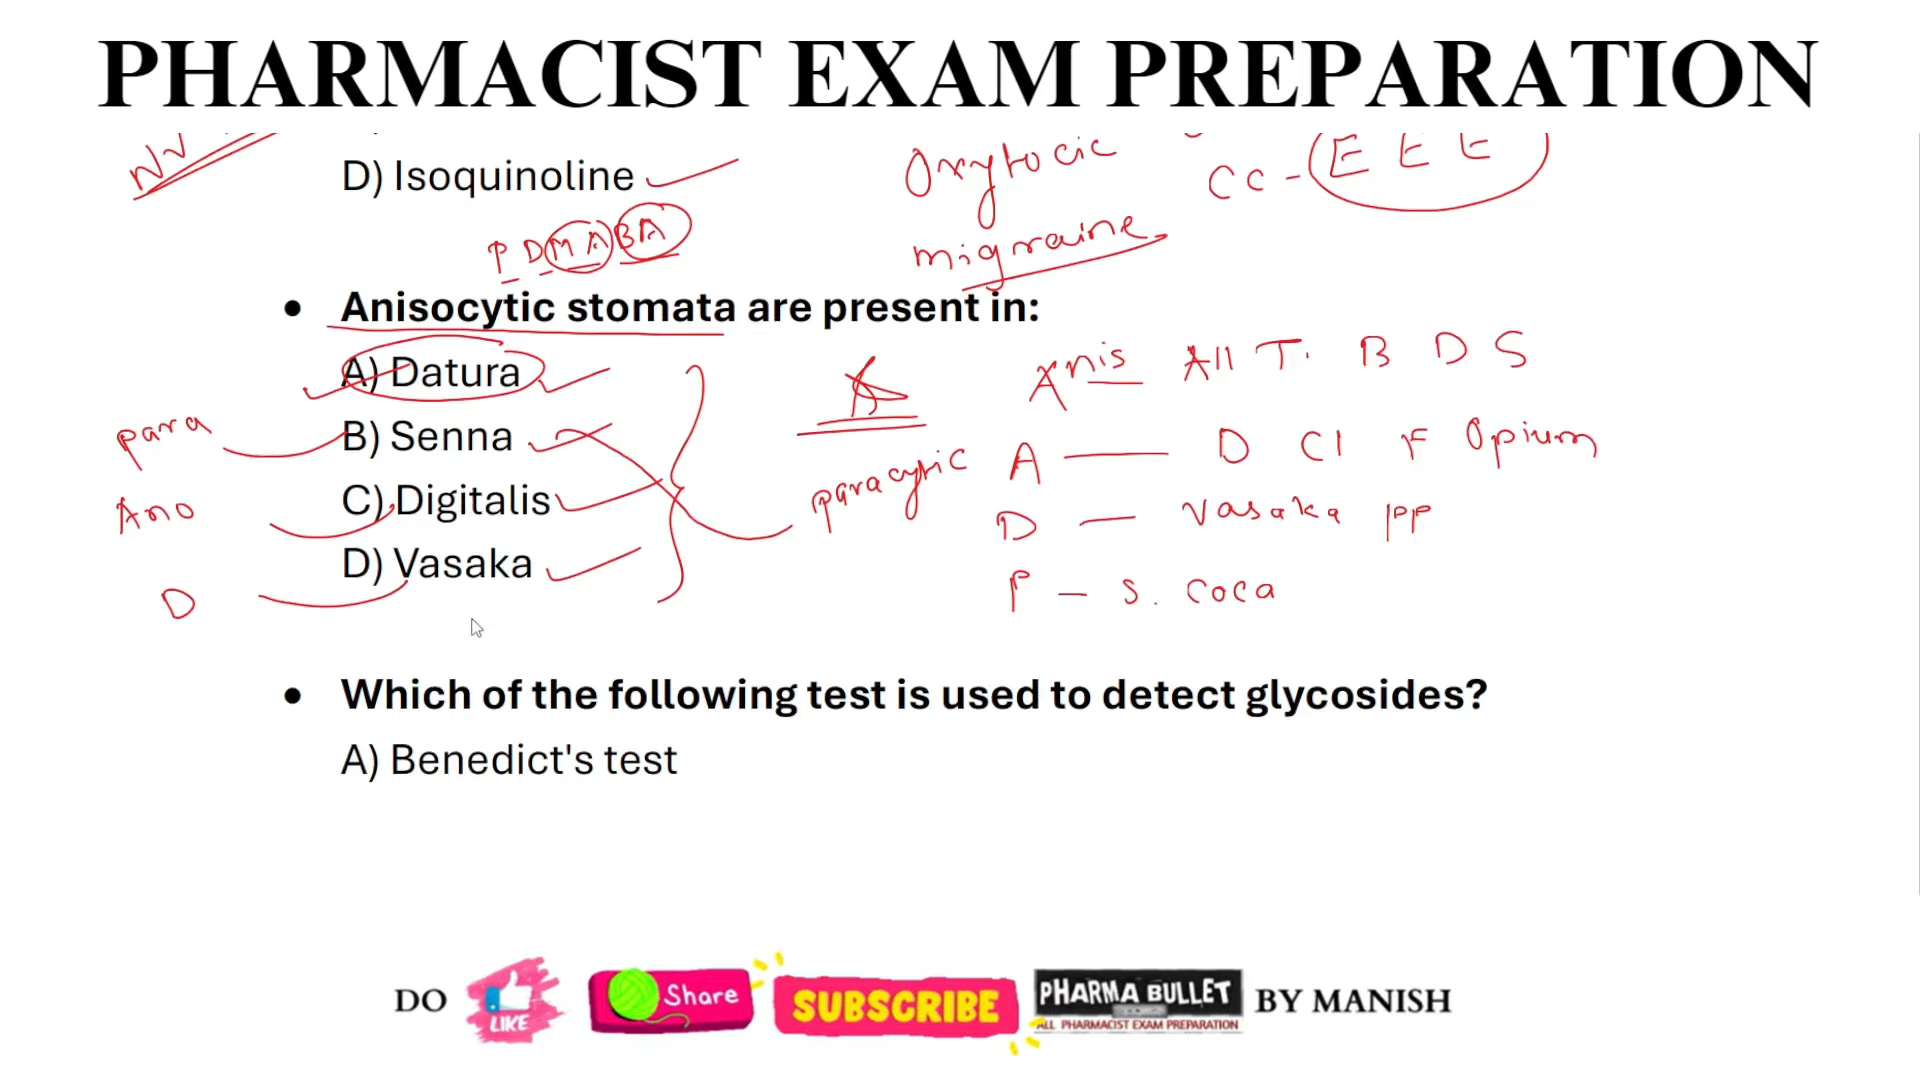 PHARMACIST EXAM PREPARATION
D) Isoquinoline
Oxytocic
CC - E E E
P D M A B A
migraine
• Anisocytic stomata are present in:
A) Datura
Anis All T. B D S
para
B) Senna
paracytic
A — D Cl F Opium
Ano
C) Digitalis
D — Vasaka PP
D) Vasaka
D
P — S. Coca
• Which of the following test is used to detect glycosides?
A) Benedict's test
DO LIKE Share SUBSCRIBE PHARMA BULLET BY MANISH
ALL PHARMACIST EXAM PREPARATION